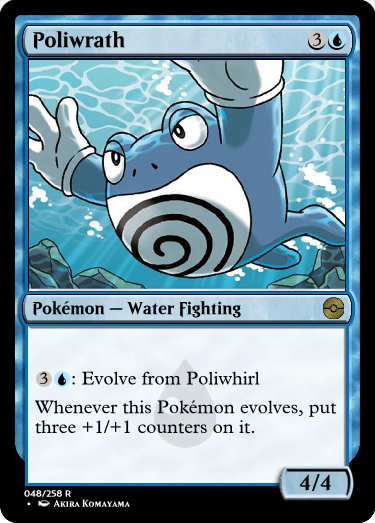 Poliwrath 3
Pokémon — Water Fighting
3: Evolve from Poliwhirl
Whenever this Pokémon evolves, put
three +1/+1 counters on it.
4/4
048/258 R
• Akira Komayama